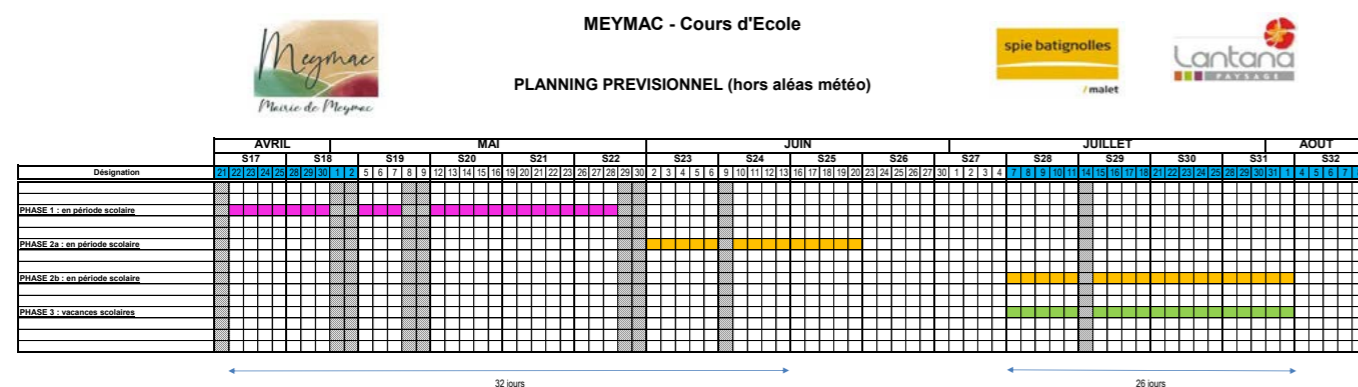 MEYMAC - Cours d'Ecole
Meymac
Mairie de Meymac
PLANNING PREVISIONNEL (hors aléas météo)
spie batignolles
/ malet
Lantana
PAYSAGE
AVRIL MAI JUIN JUILLET AOUT
S17 S18 S19 S20 S21 S22 S23 S24 S25 S26 S27 S28 S29 S30 S31 S32
Désignation 21 22 23 24 25 28 29 30 1 2 5 6 7 8 9 12 13 14 15 16 19 20 21 22 23 26 27 28 29 30 2 3 4 5 6 9 10 11 12 13 16 17 18 19 20 23 24 25 26 27 30 1 2 3 4 7 8 9 10 11 14 15 16 17 18 21 22 23 24 25 28 29 30 31 1 4 5 6 7
PHASE 1 : en période scolaire
PHASE 2a : en période scolaire
PHASE 2b : en période scolaire
PHASE 3 : vacances scolaires
32 jours 26 jours